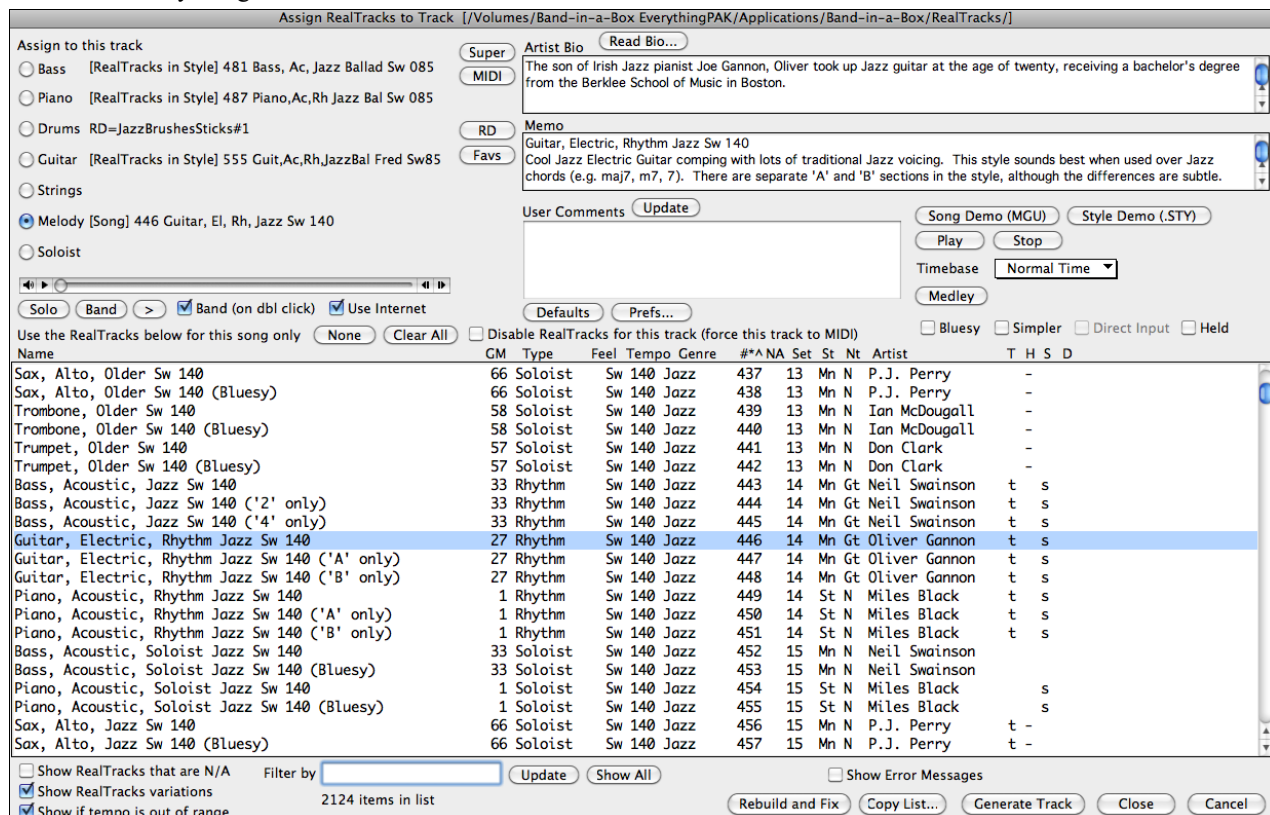 Assign RealTracks to Track [/Volumes/Band-in-a-Box EverythingPAK/Applications/Band-in-a-Box/RealTracks/]
Assign to this track
Bass [RealTracks in Style] 481 Bass, Ac, Jazz Ballad Sw 085
Piano [RealTracks in Style] 487 Piano,Ac,Rh Jazz Bal Sw 085
Drums RD=JazzBrushesSticks#1
Guitar [RealTracks in Style] 555 Guit,Ac,Rh,JazzBal Fred Sw85
Strings
Melody [Song] 446 Guitar, El, Rh, Jazz Sw 140
Soloist
Solo Band > Band (on dbl click) Use Internet
Super
MIDI
RD
Favs
Artist Bio Read Bio...
The son of Irish Jazz pianist Joe Gannon, Oliver took up Jazz guitar at the age of twenty, receiving a bachelor's degree
from the Berklee School of Music in Boston.
Memo
Guitar, Electric, Rhythm Jazz Sw 140
Cool Jazz Electric Guitar comping with lots of traditional Jazz voicing. This style sounds best when used over Jazz
chords (e.g. maj7, m7, 7). There are separate 'A' and 'B' sections in the style, although the differences are subtle.
User Comments Update
Defaults Prefs...
Song Demo (MGU) Style Demo (.STY)
Play Stop
Timebase Normal Time
Medley
Bluesy Simpler Direct Input Held
Use the RealTracks below for this song only None Clear All Disable RealTracks for this track (force this track to MIDI)
Name GM Type Feel Tempo Genre #*^ NA Set St Nt Artist T H S D
Sax, Alto, Older Sw 140 66 Soloist Sw 140 Jazz 437 13 Mn N P.J. Perry -
Sax, Alto, Older Sw 140 (Bluesy) 66 Soloist Sw 140 Jazz 438 13 Mn N P.J. Perry -
Trombone, Older Sw 140 58 Soloist Sw 140 Jazz 439 13 Mn N Ian McDougall -
Trombone, Older Sw 140 (Bluesy) 58 Soloist Sw 140 Jazz 440 13 Mn N Ian McDougall -
Trumpet, Older Sw 140 57 Soloist Sw 140 Jazz 441 13 Mn N Don Clark -
Trumpet, Older Sw 140 (Bluesy) 57 Soloist Sw 140 Jazz 442 13 Mn N Don Clark -
Bass, Acoustic, Jazz Sw 140 33 Rhythm Sw 140 Jazz 443 14 Mn Gt Neil Swainson t s
Bass, Acoustic, Jazz Sw 140 ('2' only) 33 Rhythm Sw 140 Jazz 444 14 Mn Gt Neil Swainson t s
Bass, Acoustic, Jazz Sw 140 ('4' only) 33 Rhythm Sw 140 Jazz 445 14 Mn Gt Neil Swainson t s
Guitar, Electric, Rhythm Jazz Sw 140 27 Rhythm Sw 140 Jazz 446 14 Mn Gt Oliver Gannon t s
Guitar, Electric, Rhythm Jazz Sw 140 ('A' only) 27 Rhythm Sw 140 Jazz 447 14 Mn Gt Oliver Gannon t s
Guitar, Electric, Rhythm Jazz Sw 140 ('B' only) 27 Rhythm Sw 140 Jazz 448 14 Mn Gt Oliver Gannon t s
Piano, Acoustic, Rhythm Jazz Sw 140 1 Rhythm Sw 140 Jazz 449 14 St N Miles Black t s
Piano, Acoustic, Rhythm Jazz Sw 140 ('A' only) 1 Rhythm Sw 140 Jazz 450 14 St N Miles Black t s
Piano, Acoustic, Rhythm Jazz Sw 140 ('B' only) 1 Rhythm Sw 140 Jazz 451 14 St N Miles Black t s
Bass, Acoustic, Soloist Jazz Sw 140 33 Soloist Sw 140 Jazz 452 15 Mn N Neil Swainson
Bass, Acoustic, Soloist Jazz Sw 140 (Bluesy) 33 Soloist Sw 140 Jazz 453 15 Mn N Neil Swainson
Piano, Acoustic, Soloist Jazz Sw 140 1 Soloist Sw 140 Jazz 454 15 St N Miles Black s
Piano, Acoustic, Soloist Jazz Sw 140 (Bluesy) 1 Soloist Sw 140 Jazz 455 15 St N Miles Black s
Sax, Alto, Jazz Sw 140 66 Soloist Sw 140 Jazz 456 15 Mn N P.J. Perry t -
Sax, Alto, Jazz Sw 140 (Bluesy) 66 Soloist Sw 140 Jazz 457 15 Mn N P.J. Perry t -
Show RealTracks that are N/A Filter by Update Show All Show Error Messages
Show RealTracks variations
2124 items in list
Show if tempo is out of range
Rebuild and Fix Copy List... Generate Track Close Cancel